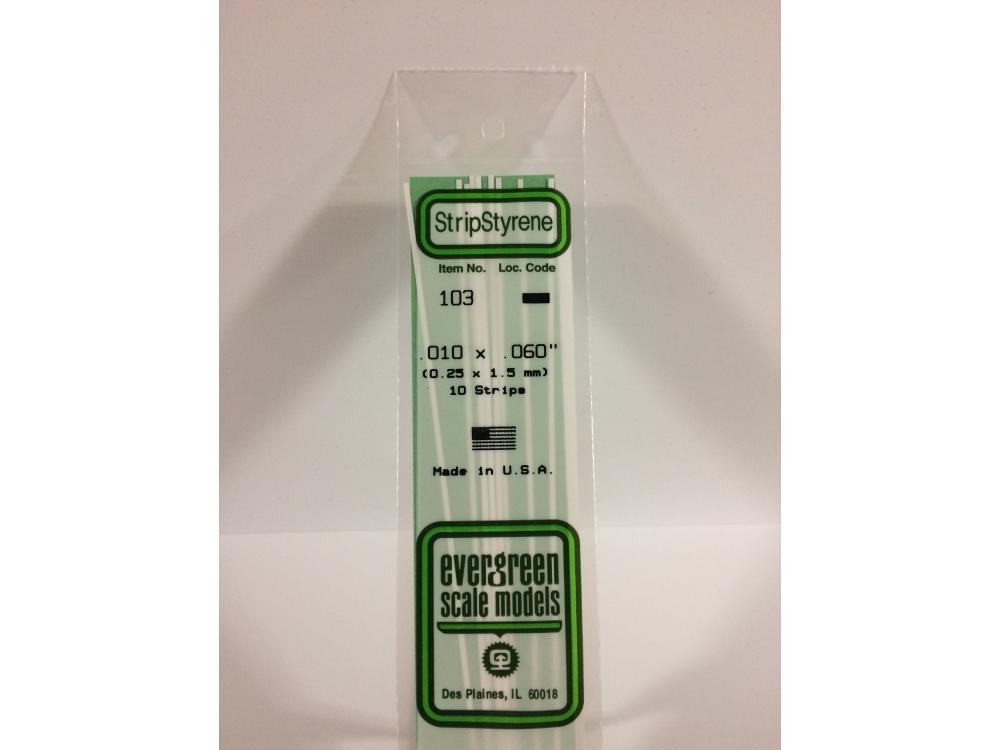 StripStyrene
Item No. Loc. Code
103
.010 x .060"
(0.25 x 1.5 mm)
10 Strips
Made in U.S.A.
evergreen
scale models
Des Plaines, IL 60018